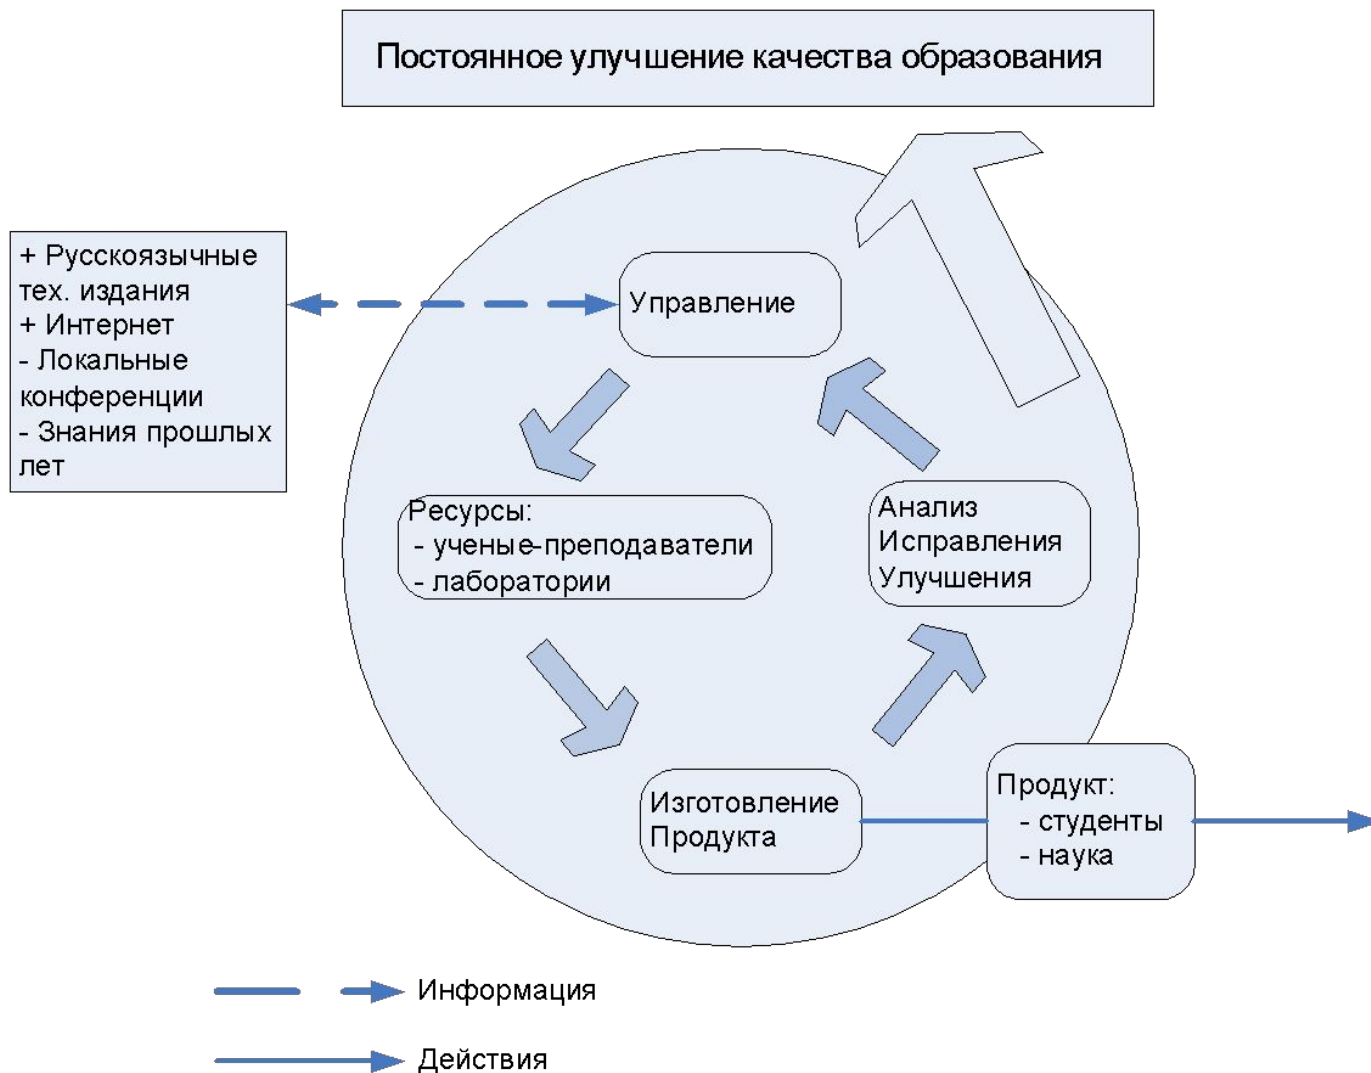 Постоянное улучшение качества образования
+ Русскоязычные
тех. издания
+ Интернет
- Локальные
конференции
- Знания прошлых
лет
Управление
Ресурсы:
- ученые-преподаватели
- лаборатории
Анализ
Исправления
Улучшения
Изготовление
Продукта
Продукт:
- студенты
- наука
Информация
Действия